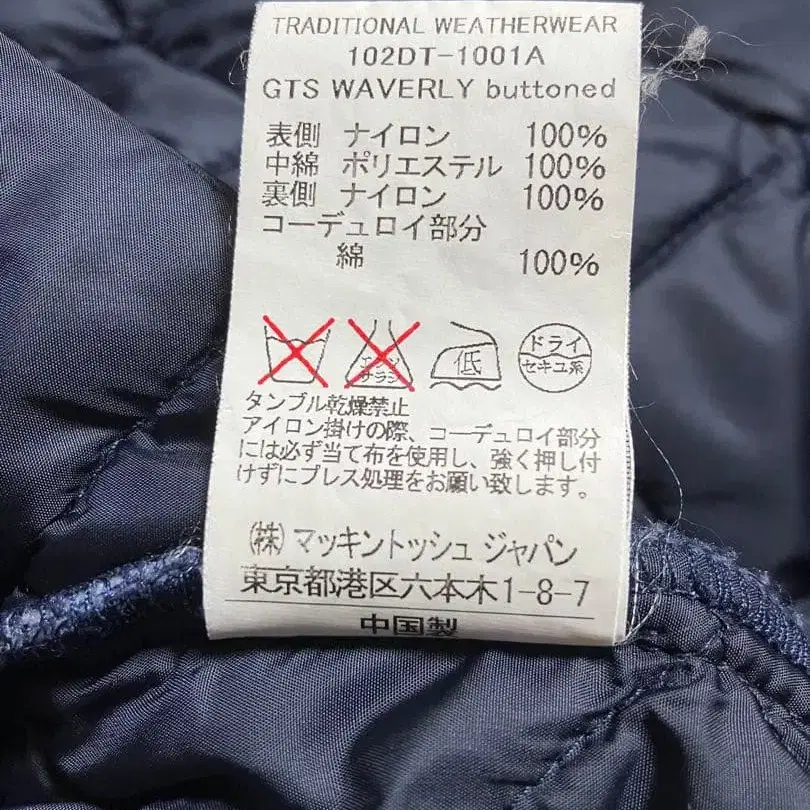 TRADITIONAL WEATHERWEAR
102DT-1001A
GTS WAVERLY buttoned
表側 ナイロン 100%
中綿 ポリエステル 100%
裏側 ナイロン 100%
コーデュロイ部分
綿 100%
エンソ
サラシ
低
ドライ
セキユ系
タンブル乾燥禁止
アイロン掛けの際、コーデュロイ部分
には必ず当て布を使用し、強く押し付
けずにプレス処理をお願い致します。
㈱ マッキントッシュ ジャパン
東京都港区六本木1-8-7
中国製